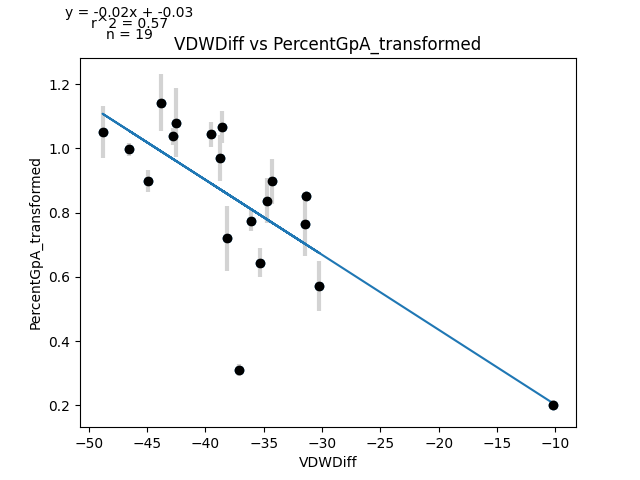 y = -0.02x + -0.03
r^2 = 0.57
n = 19
VDWDiff vs PercentGpA_transformed
PercentGpA_transformed
1.2
1.0
0.8
0.6
0.4
0.2
−50 −45 −40 −35 −30 −25 −20 −15 −10
VDWDiff